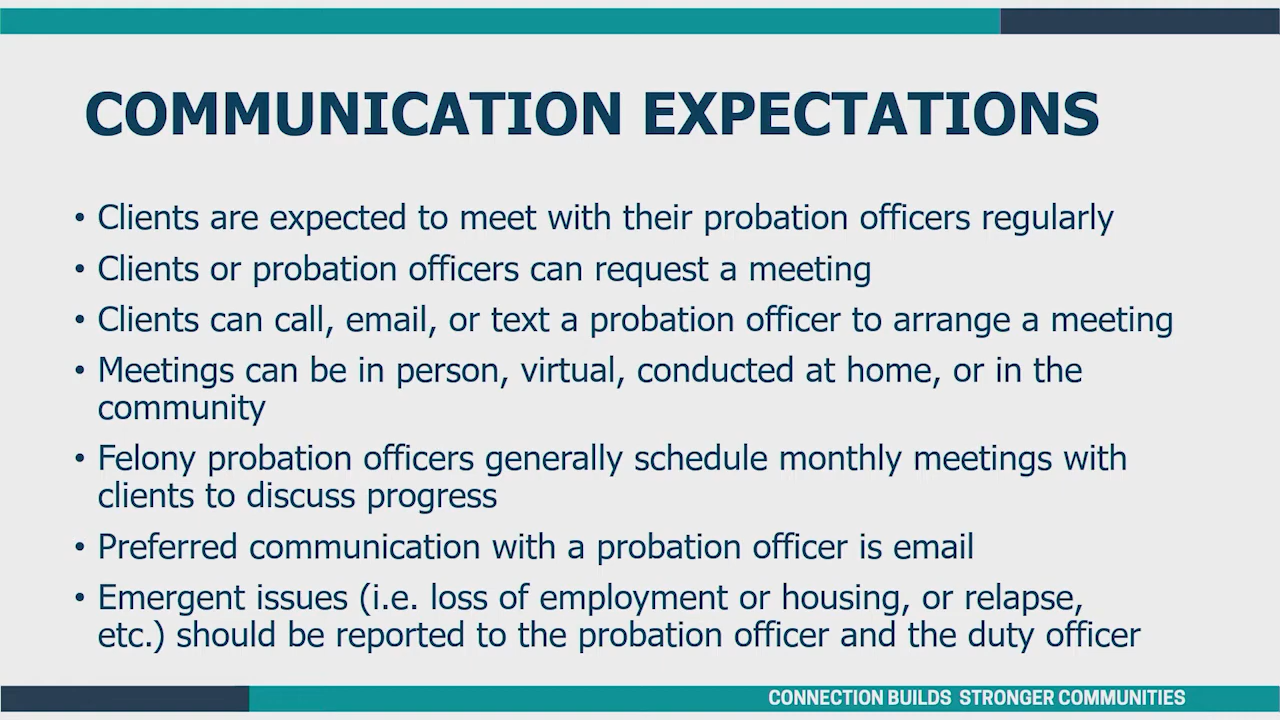 COMMUNICATION EXPECTATIONS
• Clients are expected to meet with their probation officers regularly
• Clients or probation officers can request a meeting
• Clients can call, email, or text a probation officer to arrange a meeting
• Meetings can be in person, virtual, conducted at home, or in the
community
• Felony probation officers generally schedule monthly meetings with
clients to discuss progress
• Preferred communication with a probation officer is email
• Emergent issues (i.e. loss of employment or housing, or relapse,
etc.) should be reported to the probation officer and the duty officer
CONNECTION BUILDS STRONGER COMMUNITIES